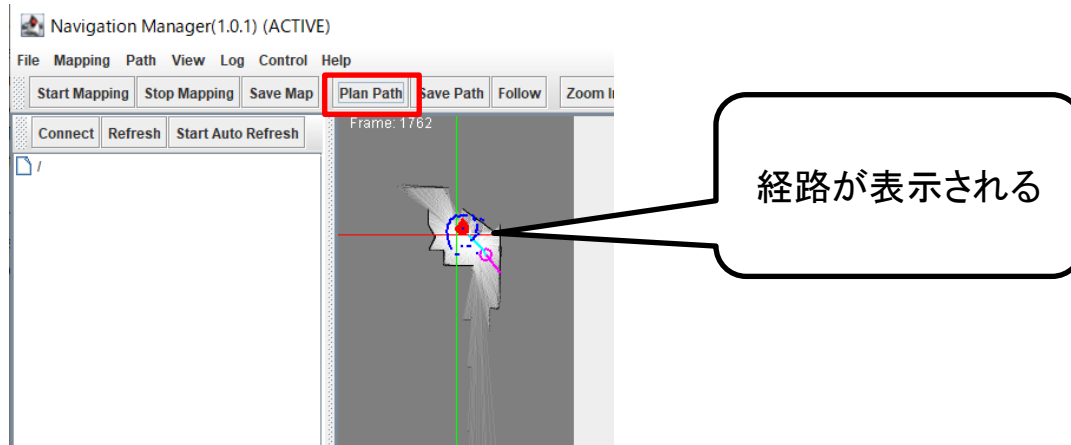 Navigation Manager(1.0.1) (ACTIVE)
File Mapping Path View Log Control Help
Start Mapping Stop Mapping Save Map Plan Path Save Path Follow Zoom
Connect Refresh Start Auto Refresh
Frame: 1762
/
経路が表示される